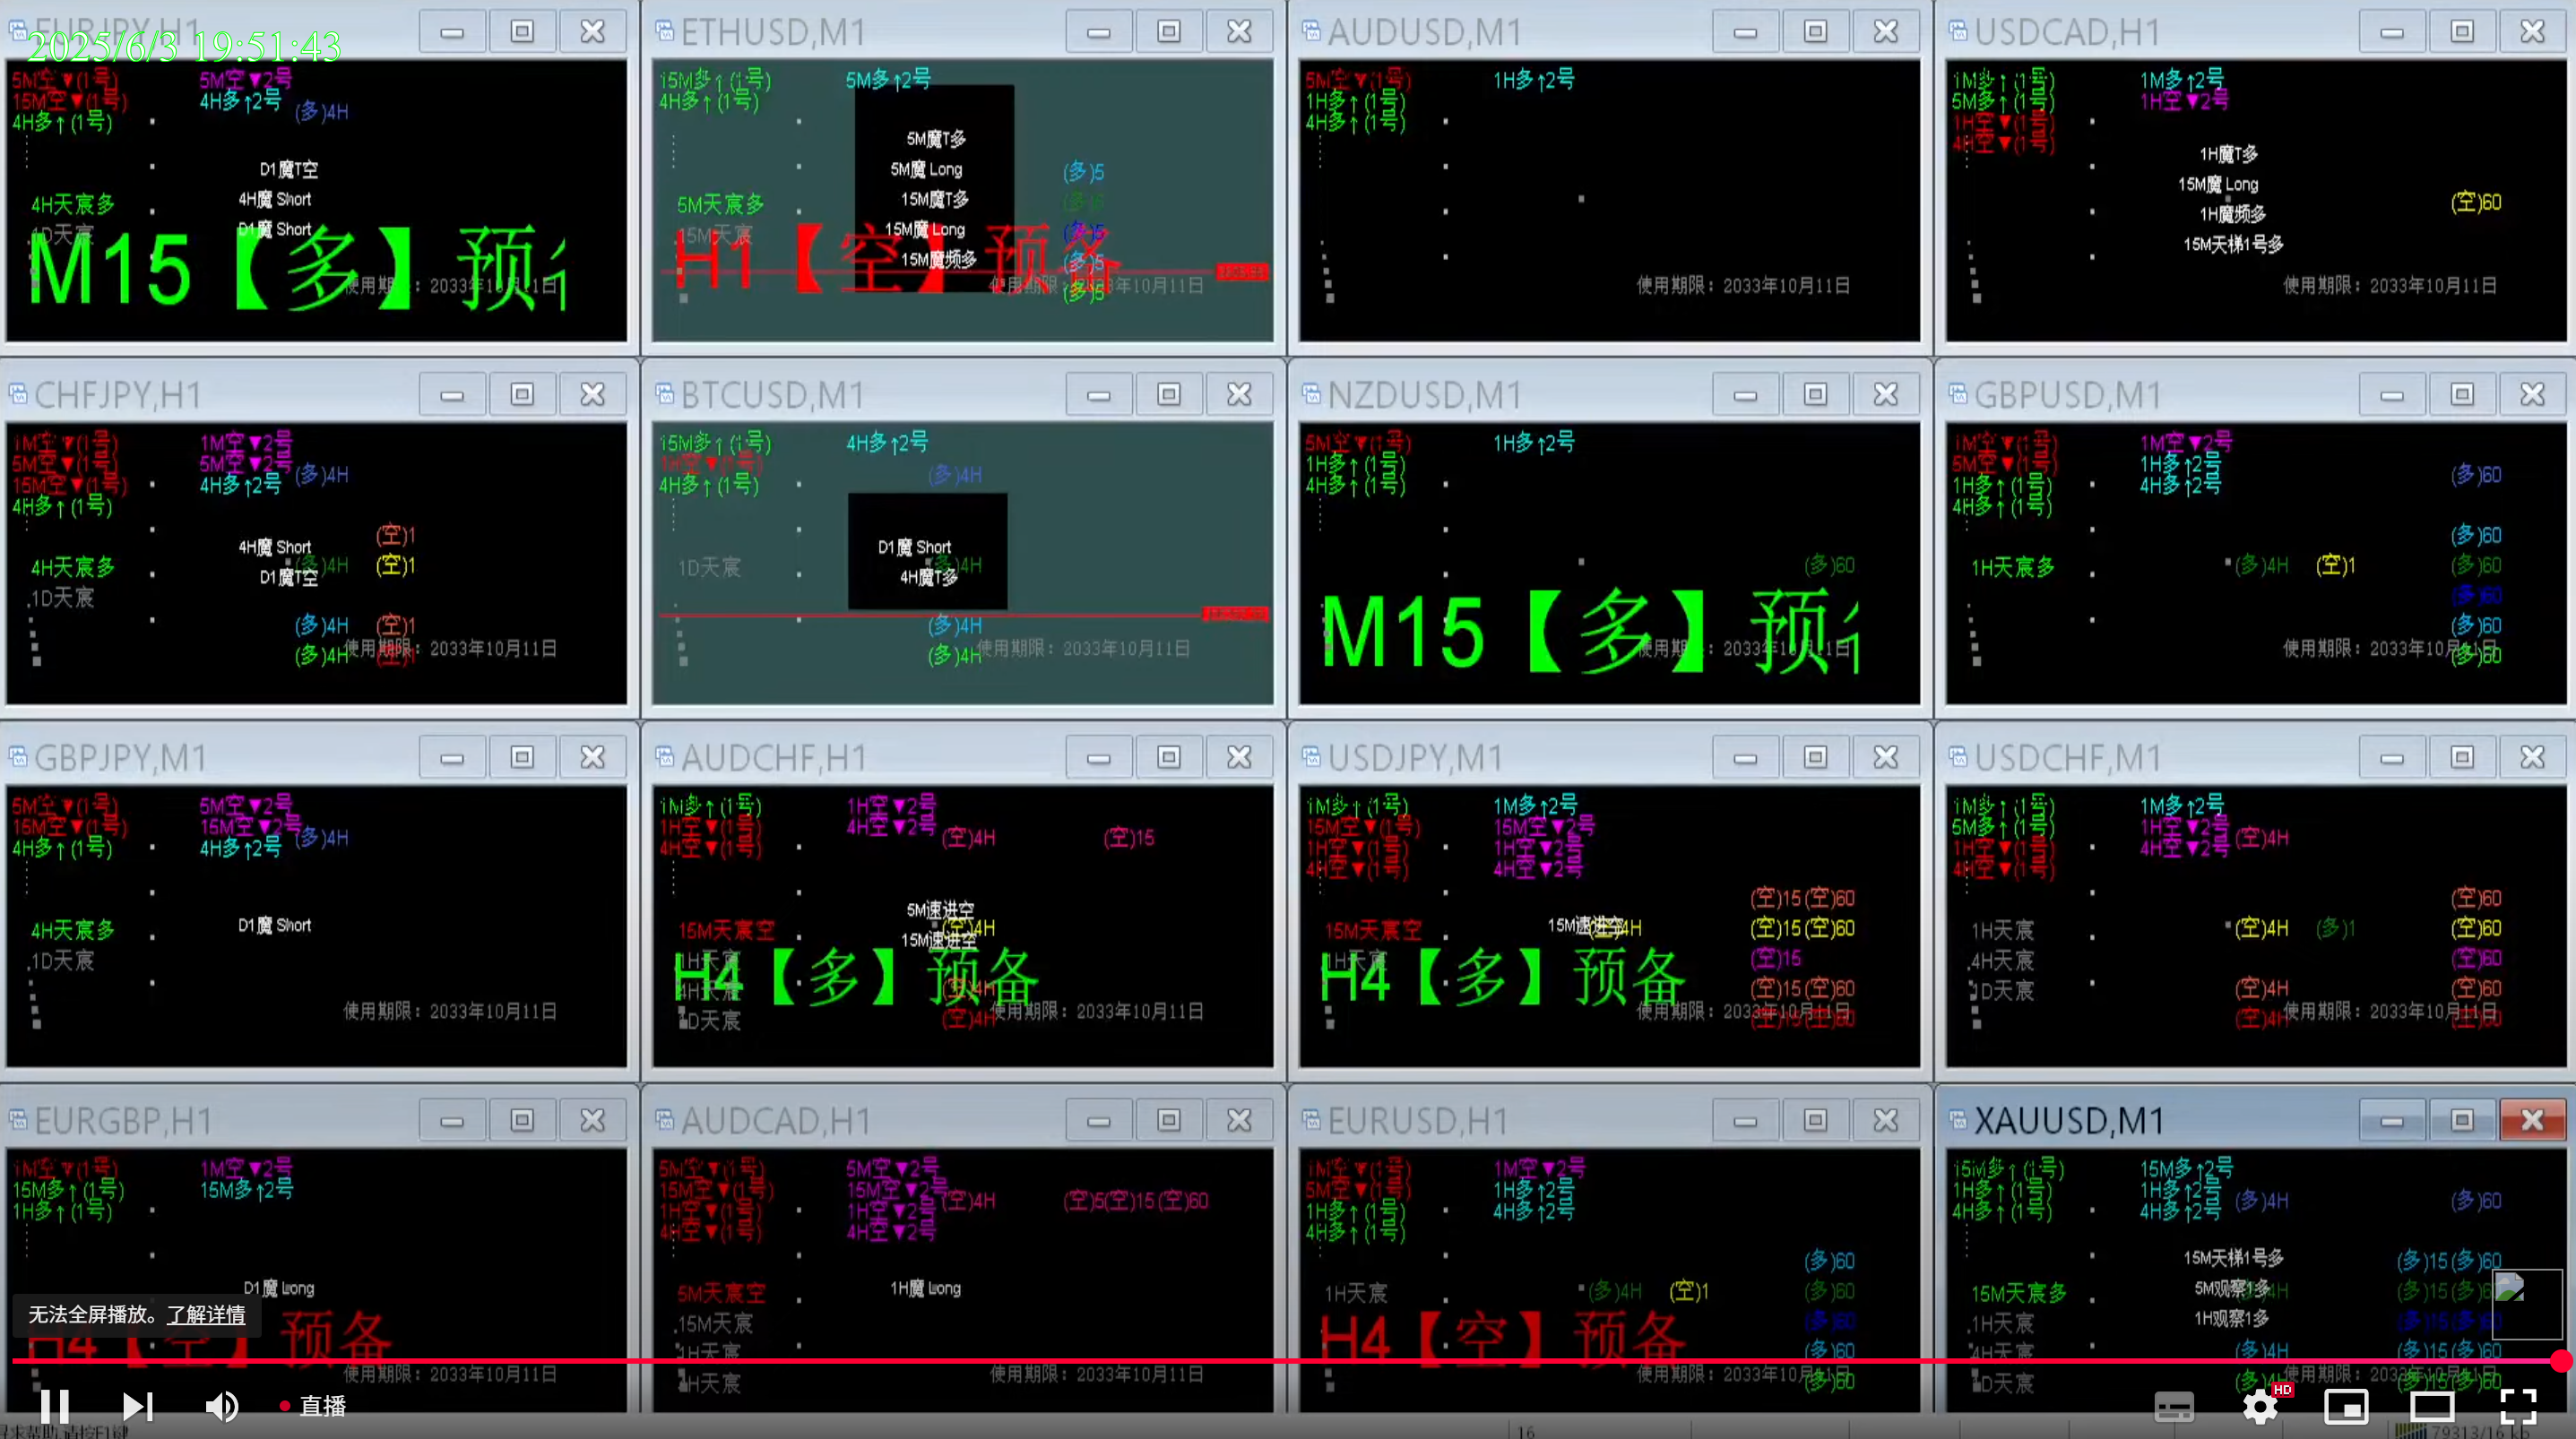 EURJPY,H1
2025/6/3 19:51:43
5M空▼(1号)
5M空▼2号
15M空▼(1号)
4H多↑2号
(多)4H
4H多↑(1号)
D1魔T空
4H魔 Short
4H天宸多
D1魔 Short
.1D天宸
M15【多】预
2033年10月11日
ETHUSD,M1
15M多↑(1号)
5M多↑2号
4H多↑(1号)
5M魔T多
5M魔 Long
(多)5
15M魔T多
5M天宸多
15M魔 Long
(多)5
.15M天宸
15M魔频多
(多)5
H1【空】预备
(多)5
AUDUSD,M1
5M空▼(1号)
1H多↑2号
1H多↑(1号)
4H多↑(1号)
使用期限：2033年10月11日
USDCAD,H1
1M多↑(1号)
1M多↑2号
5M多↑(1号)
1H空▼2号
1H空▼(1号)
4H空▼(1号)
1H魔T多
15M魔 Long
(空)60
1H魔频多
15M天梯1号多
使用期限：2033年10月11日
CHFJPY,H1
1M空▼(1号)
1M空▼2号
5M空▼(1号)
5M空▼2号
(多)4H
15M空▼(1号)
4H多↑2号
4H多↑(1号)
(空)1
4H魔 Short
4H天宸多
(多)4H
(空)1
D1魔T空
.1D天宸
(多)4H
(空)1
(多)4H
使用期限：2033年10月11日
BTCUSD,M1
15M多↑(1号)
4H多↑2号
1H空▼(1号)
(多)4H
4H多↑(1号)
D1魔 Short
1D天宸
(多)4H
4H魔T多
(多)4H
(多)4H
使用期限：2033年10月11日
NZDUSD,M1
5M空▼(1号)
1H多↑2号
1H多↑(1号)
4H多↑(1号)
(多)60
M15【多】预
使用期限：2033年10月11日
GBPUSD,M1
1M空▼(1号)
1M空▼2号
5M空▼(1号)
1H多↑2号
(多)60
1H多↑(1号)
4H多↑2号
4H多↑(1号)
(多)60
1H天宸多
(多)4H
(空)1
(多)60
(多)60
(多)60
使用期限：2033年10月11日
(多)60
GBPJPY,M1
5M空▼(1号)
5M空▼2号
15M空▼(1号)
15M空▼2号
(多)4H
4H多↑(1号)
4H多↑2号
4H天宸多
D1魔 Short
.1D天宸
使用期限：2033年10月11日
AUDCHF,H1
1M多↑(1号)
1H空▼2号
1H空▼(1号)
4H空▼2号
(空)4H
(空)15
4H空▼(1号)
5M速进空
15M天宸空
(空)4H
15M速进空
1H天宸
H4【多】预备
4H天宸
(空)4H
1D天宸
(空)4H
使用期限：2033年10月11日
USDJPY,M1
1M多↑(1号)
1M多↑2号
15M空▼(1号)
15M空▼2号
1H空▼(1号)
1H空▼2号
4H空▼(1号)
4H空▼2号
(空)15(空)60
15M天宸空
15M速进空
(空)4H
(空)15(空)60
.1H天宸
(空)15
H4【多】预备
(空)15(空)60
使用期限：2033年10月11日
(空)15(空)60
USDCHF,M1
1M多↑(1号)
1M多↑2号
5M多↑(1号)
1H空▼2号
(空)4H
1H空▼(1号)
4H空▼2号
4H空▼(1号)
(空)60
1H天宸
(空)4H
(多)1
(空)60
.4H天宸
(空)60
1D天宸
(空)4H
(空)60
(空)4H
使用期限：2033年10月11日
EURGBP,H1
1M空▼(1号)
1M空▼2号
15M多↑(1号)
15M多↑2号
1H多↑(1号)
D1魔 Long
无法全屏播放。了解详情
H4【空】预备
使用期限：2033年10月11日
AUDCAD,H1
5M空▼(1号)
5M空▼2号
15M空▼(1号)
15M空▼2号
(空)4H
(空)5(空)15(空)60
1H空▼(1号)
1H空▼2号
4H空▼(1号)
4H空▼2号
5M天宸空
1H魔 Long
.15M天宸
1H天宸
4H天宸
使用期限：2033年10月11日
EURUSD,H1
1M空▼(1号)
1M空▼2号
5M空▼(1号)
1H多↑2号
1H多↑(1号)
4H多↑2号
4H多↑(1号)
(多)60
1H天宸
(多)4H
(空)1
(多)60
(多)60
H4【空】预备
(多)60
使用期限：2033年10月11日
(多)60
XAUUSD,M1
15M多↑(1号)
15M多↑2号
1H多↑(1号)
1H多↑2号
(多)4H
(多)60
4H多↑(1号)
4H多↑2号
15M天梯1号多
(多)15(多)60
15M天宸多
5M观察1多
.1H天宸
1H观察1多
4H天宸
(多)4H
(多)15(多)60
1D天宸
使用期限：2033年10月11日
直播
HD
16
79313/16 kb